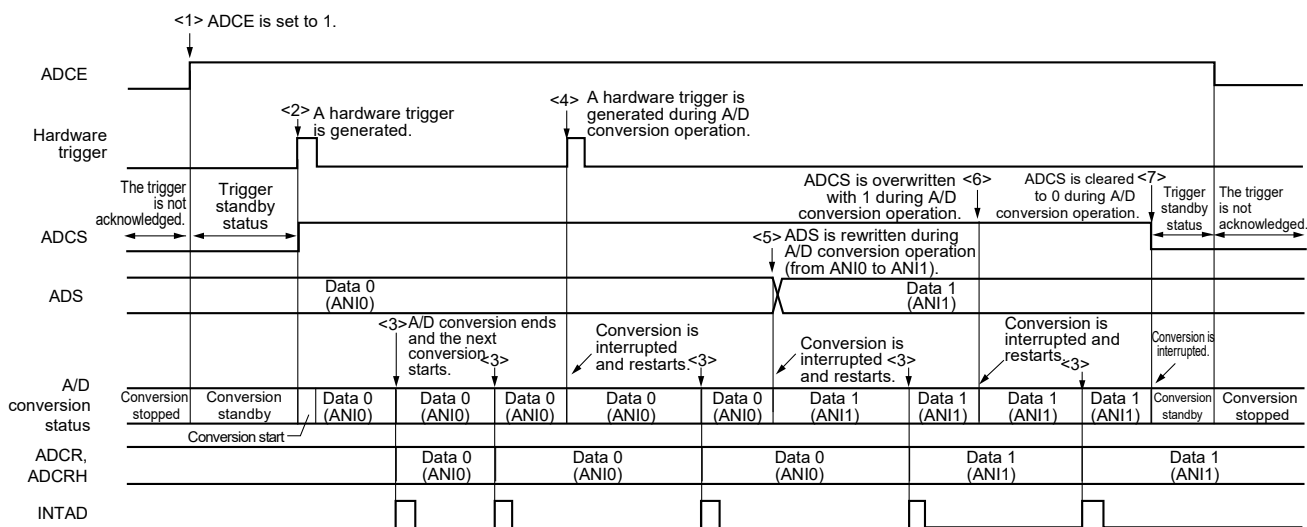 <1> ADCE is set to 1.
ADCE
<2> A hardware trigger
is generated.
<4> A hardware trigger is
generated during A/D
conversion operation.
Hardware
trigger
The trigger
is not
acknowledged.
Trigger
standby
status
ADCS is overwritten <6>
with 1 during A/D
conversion operation.
ADCS is cleared <7>
to 0 during A/D
conversion operation.
Trigger
standby
status
The trigger
is not
acknowledged.
ADCS
<5> ADS is rewritten during
A/D conversion operation
(from ANI0 to ANI1).
ADS
Data 0
(ANI0)
Data 1
(ANI1)
<3> A/D conversion ends
and the next
conversion
starts. <3>
Conversion is
interrupted
and restarts. <3>
Conversion is
interrupted <3>
and restarts.
Conversion is
interrupted and
restarts. <3>
Conversion is
interrupted.
A/D
conversion
status
Conversion
stopped
Conversion
standby
Conversion start
Data 0
(ANI0)
Data 0
(ANI0)
Data 0
(ANI0)
Data 0
(ANI0)
Data 0
(ANI0)
Data 1
(ANI1)
Data 1
(ANI1)
Data 1
(ANI1)
Data 1
(ANI1)
Conversion
standby
Conversion
stopped
ADCR,
ADCRH
Data 0
(ANI0)
Data 0
(ANI0)
Data 0
(ANI0)
Data 1
(ANI1)
Data 1
(ANI1)
INTAD